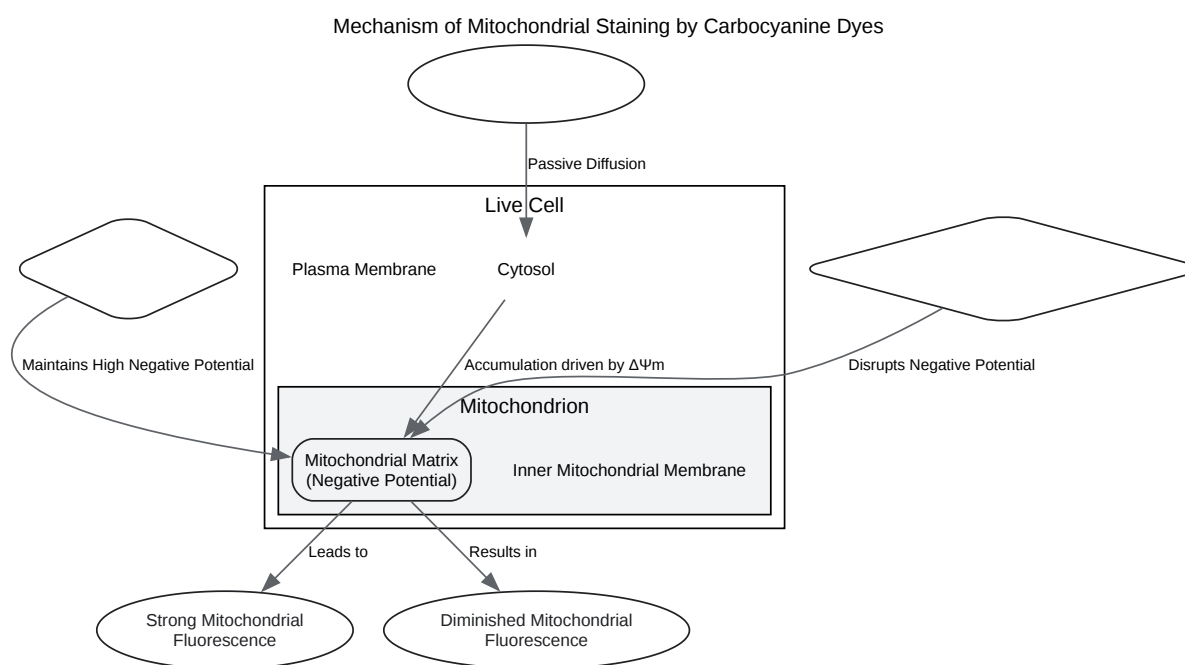 Mechanism of Mitochondrial Staining by Carbocyanine Dyes
Passive Diffusion
Live Cell
Plasma Membrane
Cytosol
Maintains High Negative Potential
Accumulation driven by ΔΨm
Disrupts Negative Potential
Mitochondrion
Mitochondrial Matrix
(Negative Potential)
Inner Mitochondrial Membrane
Leads to
Results in
Strong Mitochondrial
Fluorescence
Diminished Mitochondrial
Fluorescence